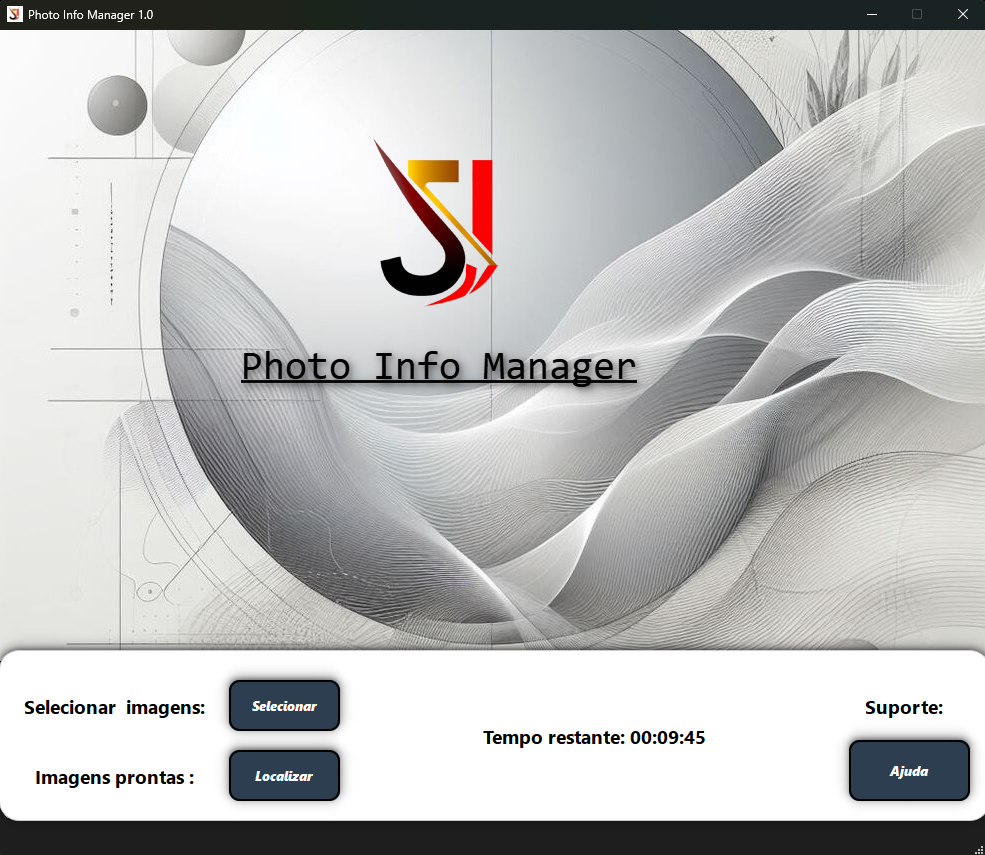 Photo Info Manager 1.0
Photo Info Manager
Selecionar imagens:
Selecionar
Tempo restante: 00:09:45
Suporte:
Imagens prontas :
Localizar
Ajuda